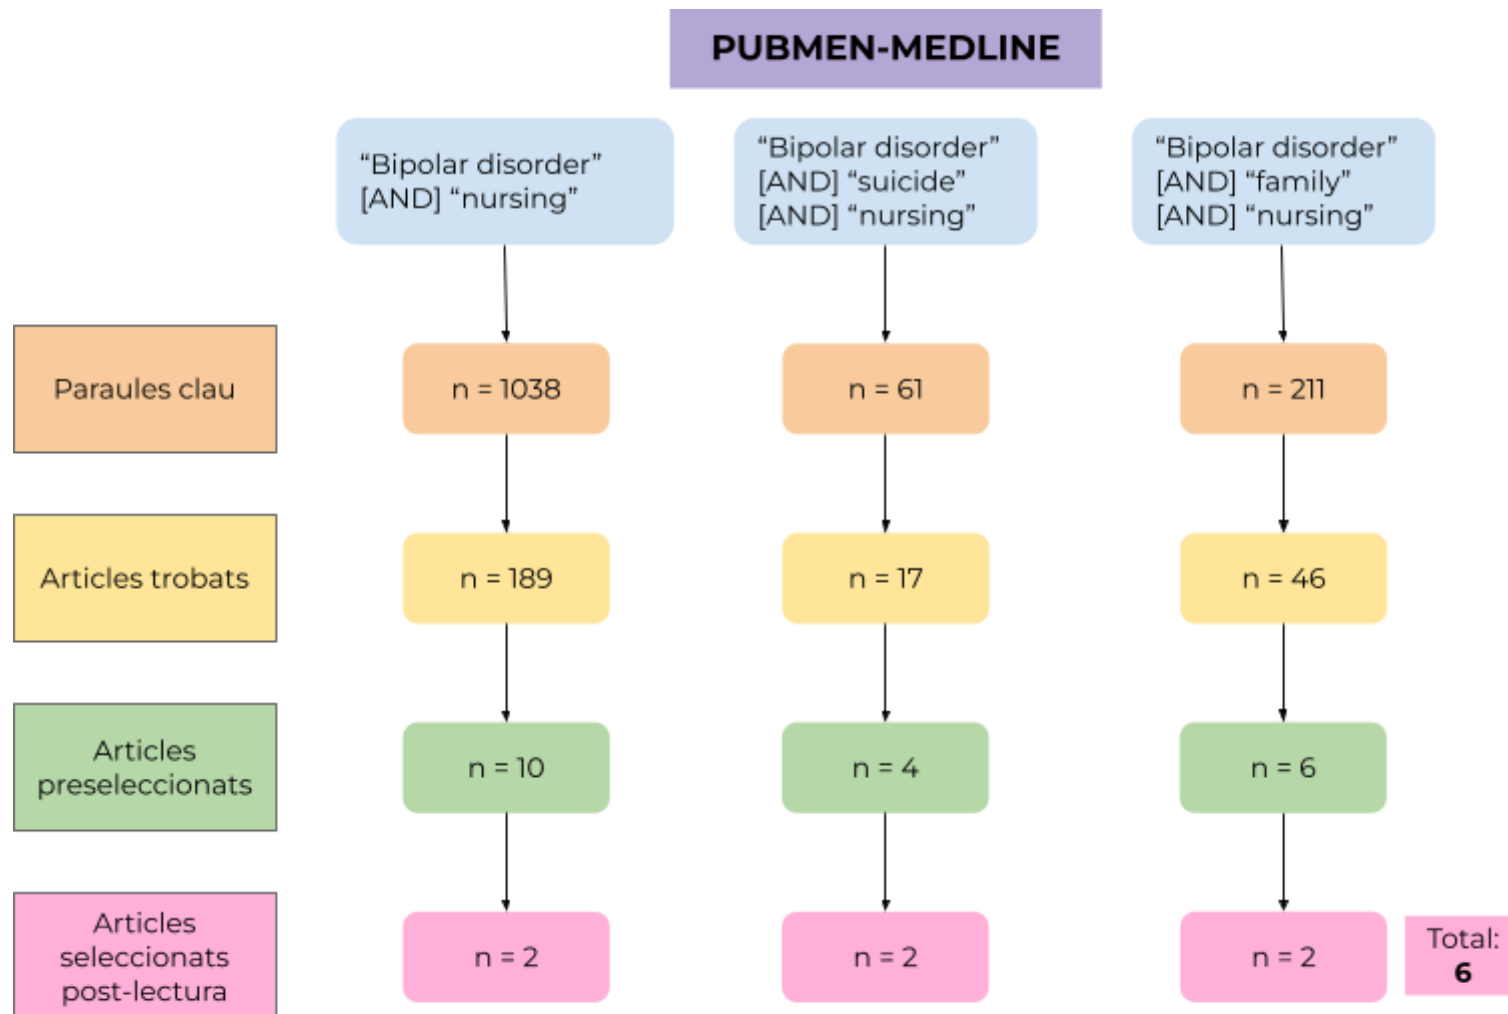 PUBMEN-MEDLINE
“Bipolar disorder”
[AND] “nursing”
“Bipolar disorder”
[AND] “suicide”
[AND] “nursing”
“Bipolar disorder”
[AND] “family”
[AND] “nursing”
Paraules clau
n = 1038
n = 61
n = 211
Articles trobats
n = 189
n = 17
n = 46
Articles
preseleccionats
n = 10
n = 4
n = 6
Articles
seleccionats
post-lectura
n = 2
n = 2
n = 2
Total:
6